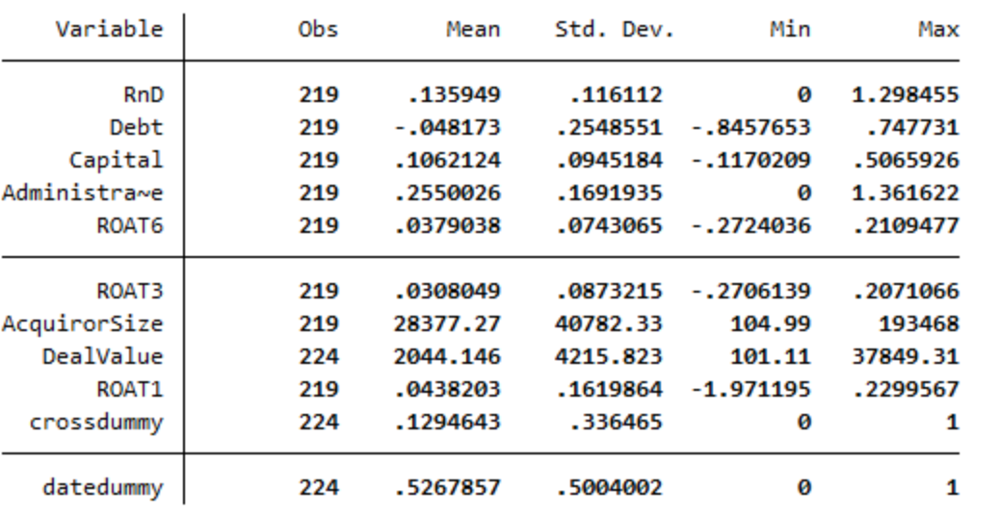 Variable Obs Mean Std. Dev. Min Max
RnD 219 .135949 .116112 0 1.298455
Debt 219 -.048173 .2548551 -.8457653 .747731
Capital 219 .1062124 .0945184 -.1170209 .5065926
Administra~e 219 .2550026 .1691935 0 1.361622
ROAT6 219 .0379038 .0743065 -.2724036 .2109477
ROAT3 219 .0308049 .0873215 -.2706139 .2071066
AcquirorSize 219 28377.27 40782.33 104.99 193468
DealValue 224 2044.146 4215.823 101.11 37849.31
ROAT1 219 .0438203 .1619864 -1.971195 .2299567
crossdummy 224 .1294643 .336465 0 1
datedummy 224 .5267857 .5004002 0 1